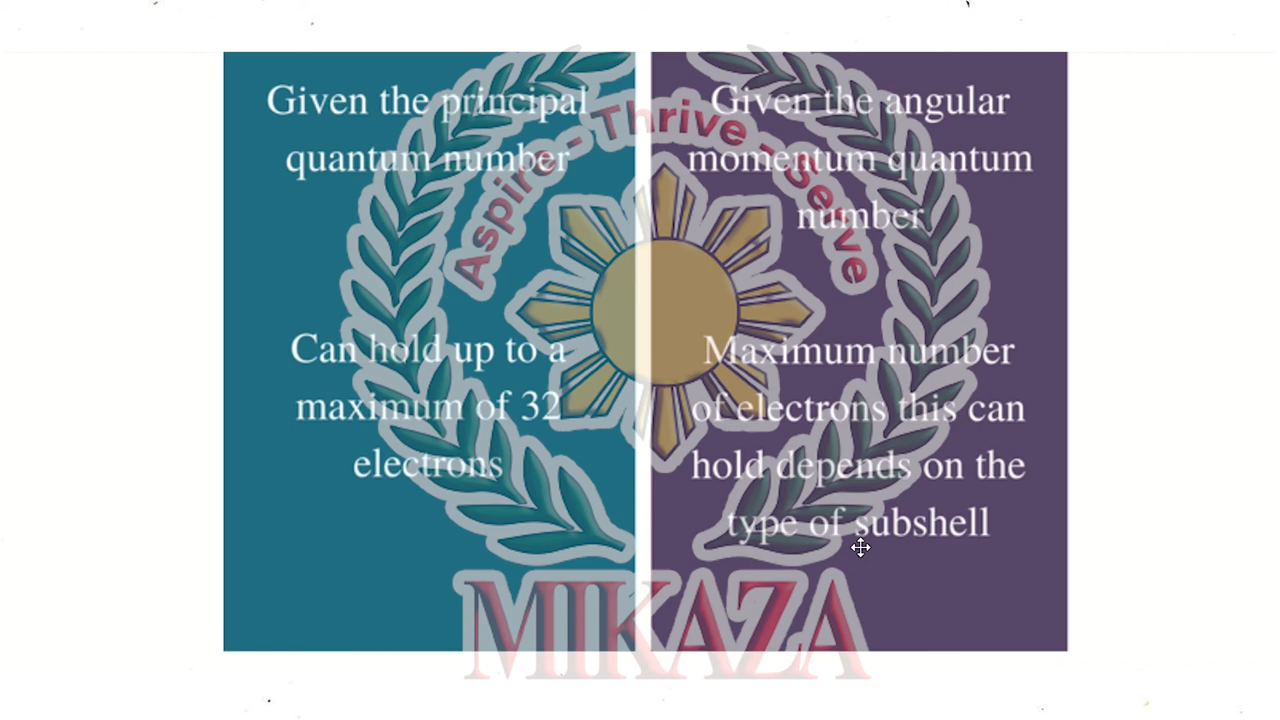 Given the principal
quantum number
Can hold up to a
maximum of 32
electrons
Given the angular
momentum quantum
number
Maximum number
of electrons this can
hold depends on the
type of subshell
Aspire - Thrive - Serve
MIKAZA